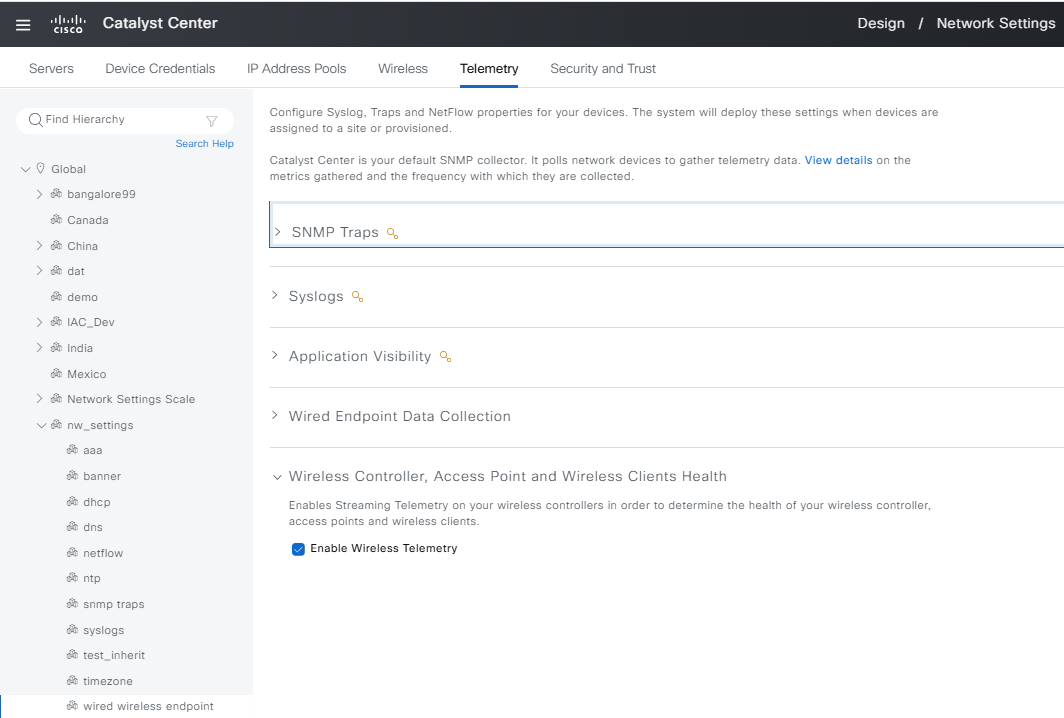 CISCO Catalyst Center Design / Network Settings
Servers Device Credentials IP Address Pools Wireless Telemetry Security and Trust
Find Hierarchy
Search Help
Global
bangalore99
Canada
China
dat
demo
IAC_Dev
India
Mexico
Network Settings Scale
nw_settings
aaa
banner
dhcp
dns
netflow
ntp
snmp traps
syslogs
test_inherit
timezone
wired wireless endpoint
Configure Syslog, Traps and NetFlow properties for your devices. The system will deploy these settings when devices are
assigned to a site or provisioned.
Catalyst Center is your default SNMP collector. It polls network devices to gather telemetry data. View details on the
metrics gathered and the frequency with which they are collected.
SNMP Traps
Syslogs
Application Visibility
Wired Endpoint Data Collection
Wireless Controller, Access Point and Wireless Clients Health
Enables Streaming Telemetry on your wireless controllers in order to determine the health of your wireless controller,
access points and wireless clients.
Enable Wireless Telemetry